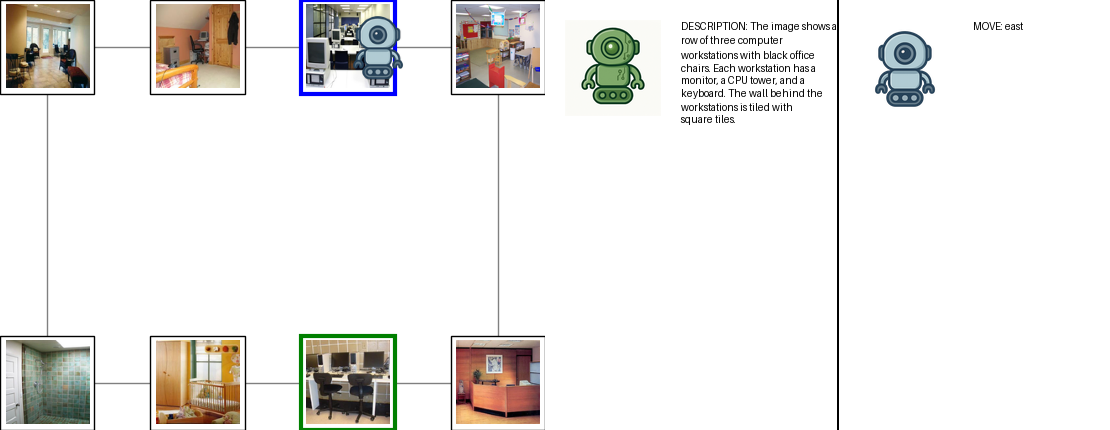 DESCRIPTION: The image shows a
row of three computer
workstations with black office
chairs. Each workstation has a
monitor, a CPU tower, and a
keyboard. The wall behind the
workstations is tiled with
square tiles.
MOVE: east